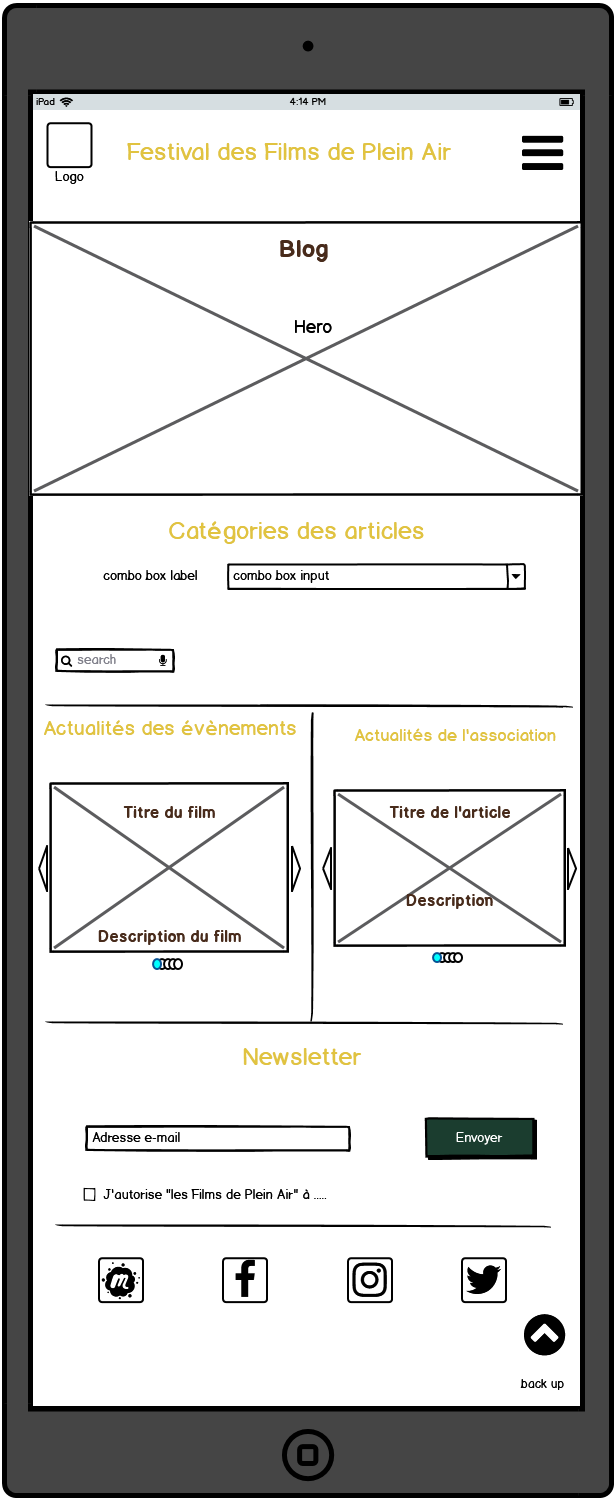 iPad
4:14 PM
Festival des Films de Plein Air
Logo
Blog
Hero
Catégories des articles
combo box label
combo box input
search
Actualités des évènements
Titre du film
Description du film
Actualités de l'association
Titre de l'article
Description
Newsletter
Adresse e-mail
Envoyer
J'autorise "les Films de Plein Air" à .....
m
f
back up